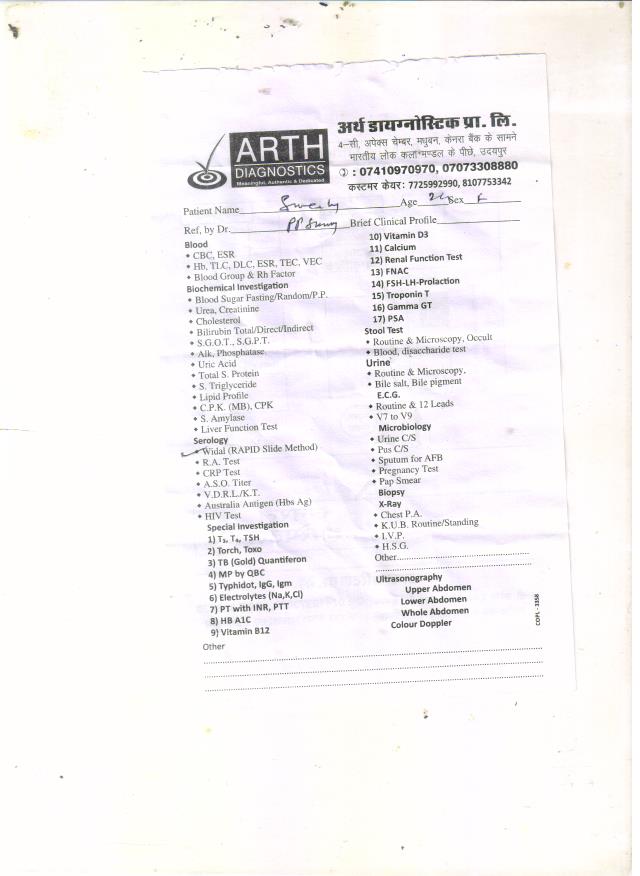 ARTH
DIAGNOSTICS
Meaningful, Authentic & Dedicated
अर्थ डायग्नोस्टिक प्रा. लि.
4–सी, अपेक्स चेम्बर, मधुबन, केनरा बैंक के सामने
भारतीय लोक कला मण्डल के पीछे, उदयपुर
: 07410970970, 07073308880
कस्टमर केयर: 7725992990, 8107753342
Patient Name Age Sex F
Ref, by Dr. Brief Clinical Profile
Blood
• CBC, ESR
• Hb, TLC, DLC, ESR, TEC, VEC
• Blood Group & Rh Factor
Biochemical Investigation
• Blood Sugar Fasting/Random/P.P.
• Urea, Creatinine
• Cholesterol
• Bilirubin Total/Direct/Indirect
• S.G.O.T., S.G.P.T.
• Alk, Phosphatase
• Uric Acid
• Total S. Protein
• S. Triglyceride
• Lipid Profile
• C.P.K. (MB), CPK
• S. Amylase
• Liver Function Test
Serology
• Widal (RAPID Slide Method)
• R.A. Test
• CRP Test
• A.S.O. Titer
• V.D.R.L./K.T.
• Australia Antigen (Hbs Ag)
• HIV Test
Special Investigation
1) T₃, T₄, TSH
2) Torch, Toxo
3) TB (Gold) Quantiferon
4) MP by QBC
5) Typhidot, IgG, Igm
6) Electrolytes (Na,K,Cl)
7) PT with INR, PTT
8) HB A1C
9) Vitamin B12
Other
10) Vitamin D3
11) Calcium
12) Renal Function Test
13) FNAC
14) FSH-LH-Prolaction
15) Troponin T
16) Gamma GT
17) PSA
Stool Test
• Routine & Microscopy, Occult
• Blood, disaccharide test
Urine
• Routine & Microscopy,
• Bile salt, Bile pigment
E.C.G.
• Routine & 12 Leads
• V7 to V9
Microbiology
• Urine C/S
• Pus C/S
• Sputum for AFB
• Pregnancy Test
• Pap Smear
Biopsy
X-Ray
• Chest P.A.
• K.U.B. Routine/Standing
• I.V.P.
• H.S.G.
Other
Ultrasonography
Upper Abdomen
Lower Abdomen
Whole Abdomen
Colour Doppler
COPL - 3358